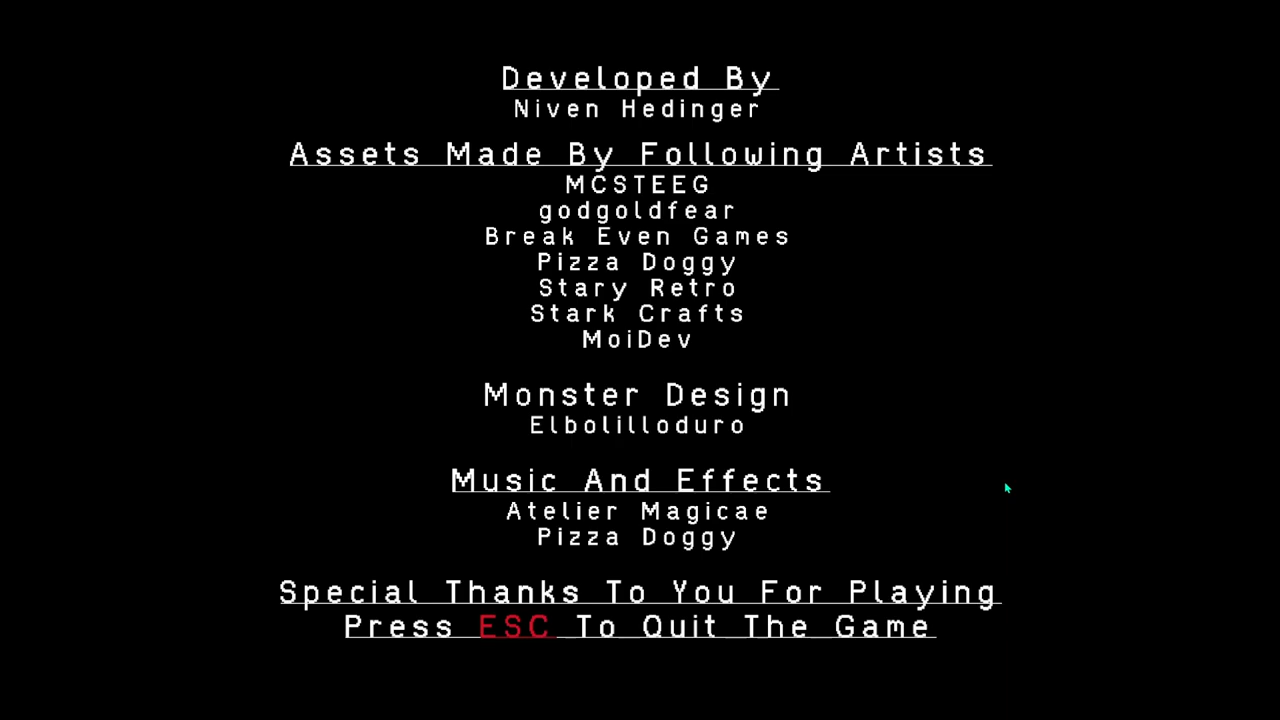 Developed By
Niven Hedinger
Assets Made By Following Artists
MCSTEEG
godgoldfear
Break Even Games
Pizza Doggy
Stary Retro
Stark Crafts
MoiDev
Monster Design
Elbolilloduro
Music And Effects
Atelier Magicae
Pizza Doggy
Special Thanks To You For Playing
Press ESC To Quit The Game